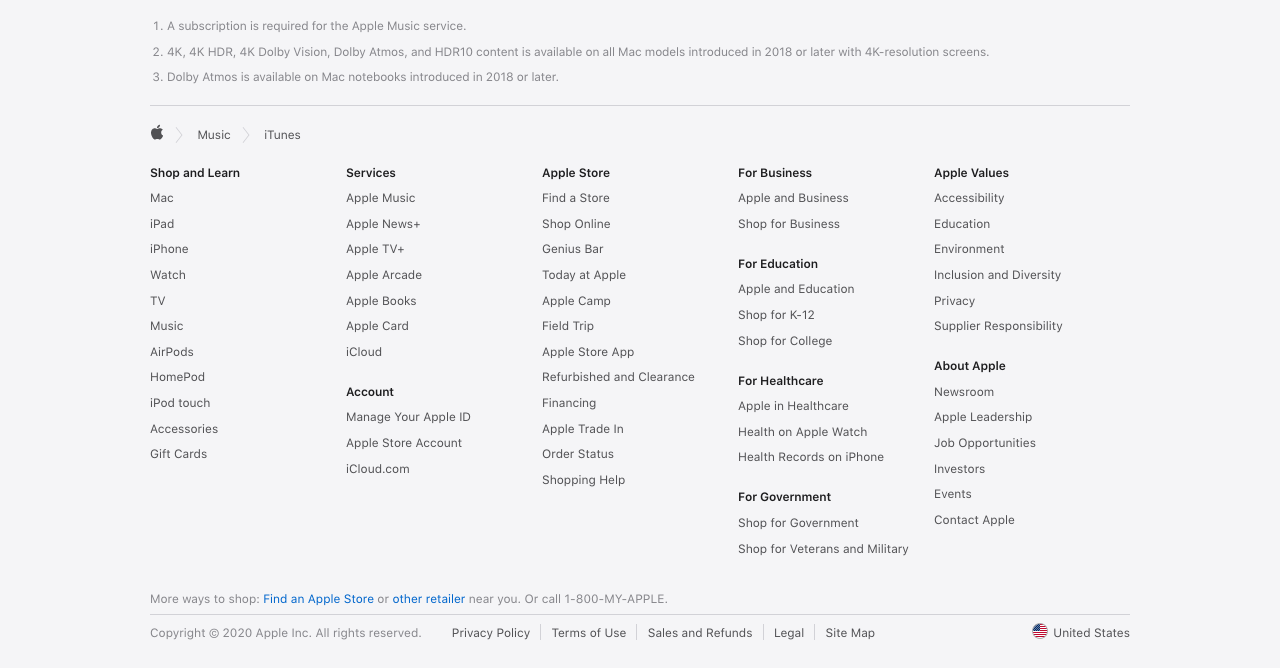 1. A subscription is required for the Apple Music service.
2. 4K, 4K HDR, 4K Dolby Vision, Dolby Atmos, and HDR10 content is available on all Mac models introduced in 2018 or later with 4K-resolution screens.
3. Dolby Atmos is available on Mac notebooks introduced in 2018 or later.
Music iTunes
Shop and Learn
Mac
iPad
iPhone
Watch
TV
Music
AirPods
HomePod
iPod touch
Accessories
Gift Cards
Services
Apple Music
Apple News+
Apple TV+
Apple Arcade
Apple Books
Apple Card
iCloud
Account
Manage Your Apple ID
Apple Store Account
iCloud.com
Apple Store
Find a Store
Shop Online
Genius Bar
Today at Apple
Apple Camp
Field Trip
Apple Store App
Refurbished and Clearance
Financing
Apple Trade In
Order Status
Shopping Help
For Business
Apple and Business
Shop for Business
For Education
Apple and Education
Shop for K-12
Shop for College
For Healthcare
Apple in Healthcare
Health on Apple Watch
Health Records on iPhone
For Government
Shop for Government
Shop for Veterans and Military
Apple Values
Accessibility
Education
Environment
Inclusion and Diversity
Privacy
Supplier Responsibility
About Apple
Newsroom
Apple Leadership
Job Opportunities
Investors
Events
Contact Apple
More ways to shop: Find an Apple Store or other retailer near you. Or call 1-800-MY-APPLE.
Copyright © 2020 Apple Inc. All rights reserved. Privacy Policy Terms of Use Sales and Refunds Legal Site Map United States